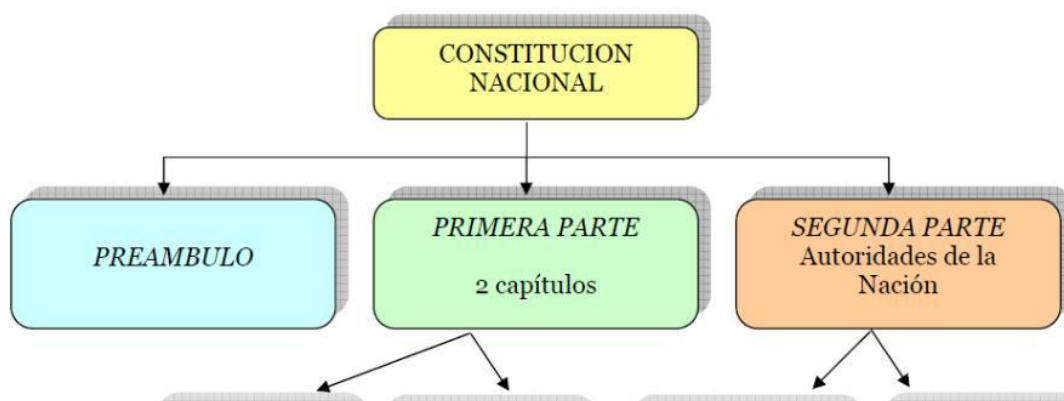 CONSTITUCION
NACIONAL
PREAMBULO
PRIMERA PARTE
2 capítulos
SEGUNDA PARTE
Autoridades de la
Nación